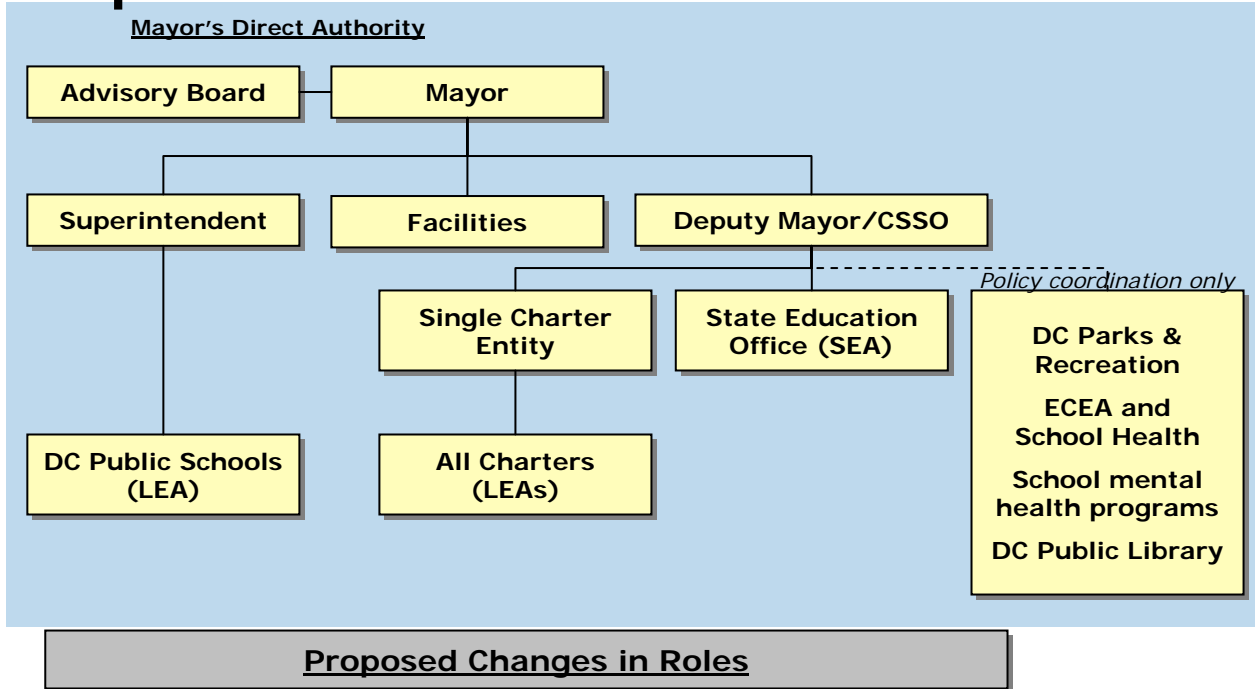 Mayor's Direct Authority
Advisory Board
Mayor
Superintendent
Facilities
Deputy Mayor/CSSO
Policy coordination only
Single Charter
Entity
State Education
Office (SEA)
DC Parks &
Recreation
ECEA and
School Health
School mental
health programs
DC Public Library
DC Public Schools
(LEA)
All Charters
(LEAs)
Proposed Changes in Roles